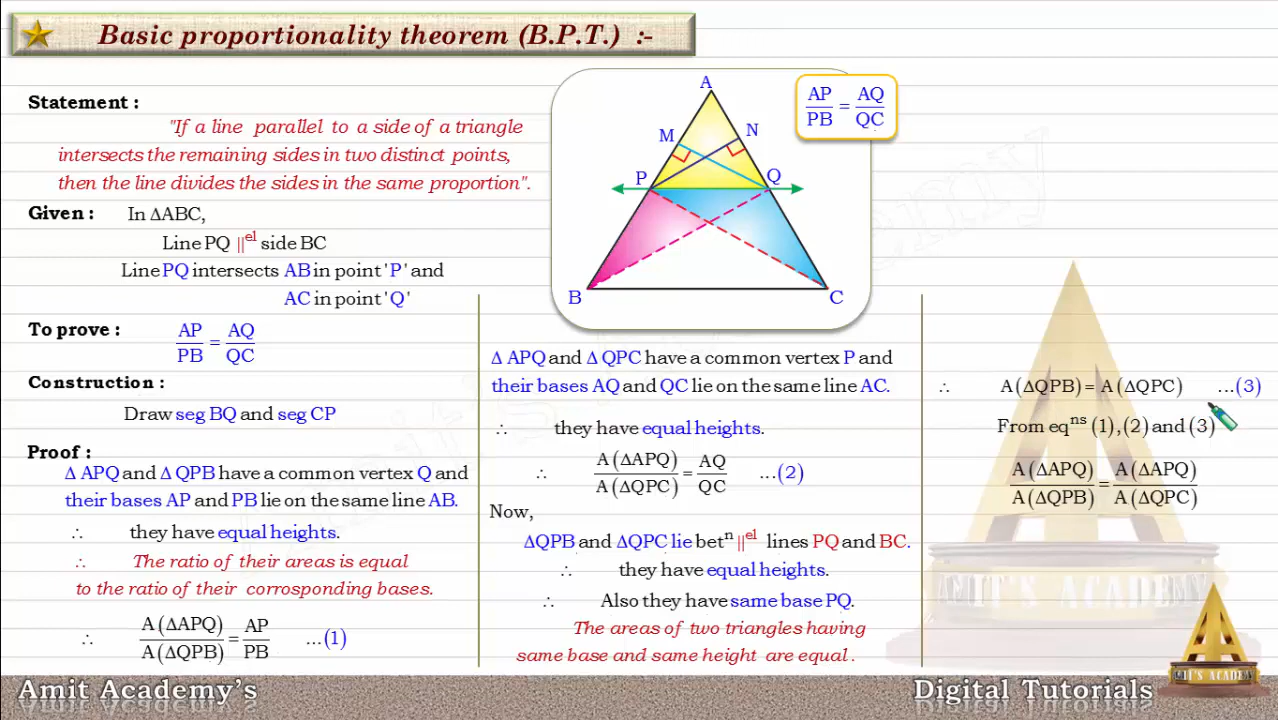 Basic proportionality theorem (B.P.T.) :-
Statement :
"If a line parallel to a side of a triangle
intersects the remaining sides in two distinct points,
then the line divides the sides in the same proportion".
Given : In ΔABC,
Line PQ ||el side BC
Line PQ intersects AB in point 'P' and
AC in point 'Q'
To prove : AP/PB = AQ/QC
Construction :
Draw seg BQ and seg CP
Proof :
Δ APQ and Δ QPB have a common vertex Q and
their bases AP and PB lie on the same line AB.
∴ they have equal heights.
∴ The ratio of their areas is equal
to the ratio of their corrosponding bases.
∴ A(ΔAPQ)/A(ΔQPB) = AP/PB ...(1)
A
M
N
P
Q
B
C
AP/PB = AQ/QC
Δ APQ and Δ QPC have a common vertex P and
their bases AQ and QC lie on the same line AC.
∴ they have equal heights.
∴ A(ΔAPQ)/A(ΔQPC) = AQ/QC ...(2)
Now,
ΔQPB and ΔQPC lie betn ||el lines PQ and BC.
∴ they have equal heights.
∴ Also they have same base PQ.
The areas of two triangles having
same base and same height are equal .
∴ A(ΔQPB) = A(ΔQPC) ...(3)
From eqns (1),(2) and (3)
A(ΔAPQ)/A(ΔQPB) = A(ΔAPQ)/A(ΔQPC)
AMIT'S ACADEMY
Amit Academy's
Digital Tutorials